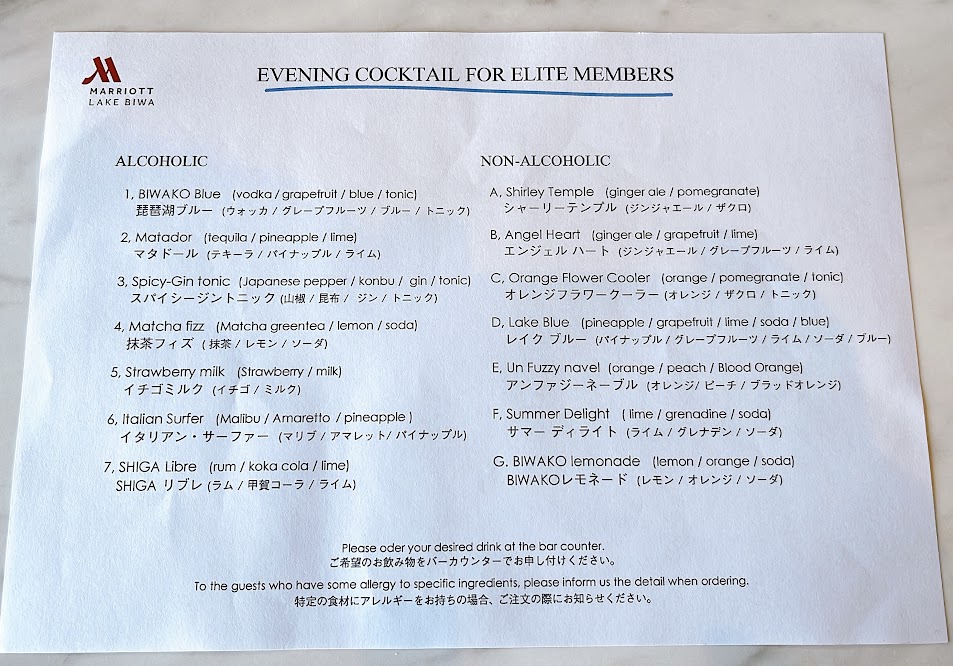 MARRIOTT
LAKE BIWA
EVENING COCKTAIL FOR ELITE MEMBERS
ALCOHOLIC
1, BIWAKO Blue (vodka / grapefruit / blue / tonic)
琵琶湖ブルー (ウォッカ / グレープフルーツ / ブルー / トニック)
2, Matador (tequila / pineapple / lime)
マタドール (テキーラ / パイナップル / ライム)
3, Spicy-Gin tonic (Japanese pepper / konbu / gin / tonic)
スパイシージントニック (山椒 / 昆布 / ジン / トニック)
4, Matcha fizz (Matcha greentea / lemon / soda)
抹茶フィズ ( 抹茶 / レモン / ソーダ)
5, Strawberry milk (Strawberry / milk)
イチゴミルク (イチゴ / ミルク)
6, Italian Surfer (Malibu / Amaretto / pineapple )
イタリアン・サーファー (マリブ / アマレット/ パイナップル)
7, SHIGA Libre (rum / koka cola / lime)
SHIGA リブレ (ラム / 甲賀コーラ / ライム)
NON-ALCOHOLIC
A, Shirley Temple (ginger ale / pomegranate)
シャーリーテンプル (ジンジャエール / ザクロ)
B, Angel Heart (ginger ale / grapefruit / lime)
エンジェル ハート (ジンジャエール / グレープフルーツ / ライム)
C, Orange Flower Cooler (orange / pomegranate / tonic)
オレンジフラワークーラー (オレンジ / ザクロ / トニック)
D, Lake Blue (pineapple / grapefruit / lime / soda / blue)
レイク ブルー (パイナップル / グレープフルーツ / ライム / ソーダ / ブルー)
E, Un Fuzzy navel (orange / peach / Blood Orange)
アンファジーネーブル (オレンジ/ ピーチ / ブラッドオレンジ)
F, Summer Delight ( lime / grenadine / soda)
サマー ディライト (ライム / グレナデン / ソーダ)
G. BIWAKO lemonade (lemon / orange / soda)
BIWAKOレモネード (レモン / オレンジ / ソーダ)
Please oder your desired drink at the bar counter.
ご希望のお飲み物をバーカウンターでお申し付けください。
To the guests who have some allergy to specific ingredients, please inform us the detail when ordering.
特定の食材にアレルギーをお持ちの場合、ご注文の際にお知らせください。